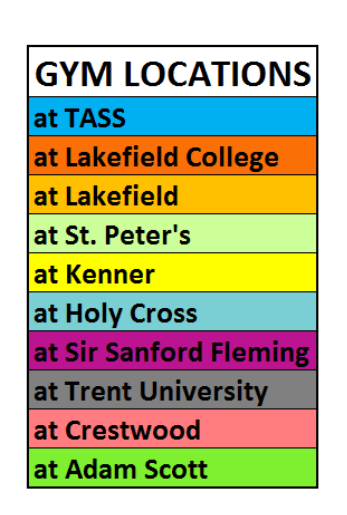 GYM LOCATIONS
at TASS
at Lakefield College
at Lakefield
at St. Peter's
at Kenner
at Holy Cross
at Sir Sanford Fleming
at Trent University
at Crestwood
at Adam Scott